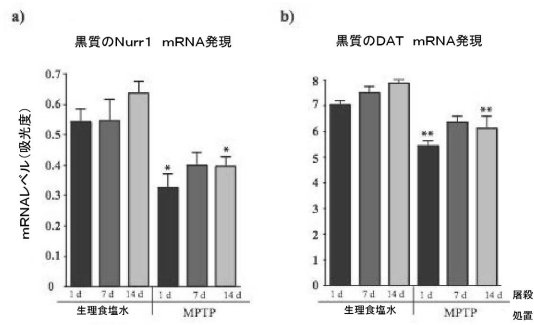 a)
黒質のNurr1 mRNA発現
mRNAレベル(吸光度)
0.7
0.6
0.5
0.4
0.3
0.2
0.1
0
*
*
1 d 7 d 14 d 1 d 7 d 14 d
生理食塩水 MPTP
b)
黒質のDAT mRNA発現
8
7
6
5
4
3
2
1
0
**
**
1 d 7 d 14 d 1 d 7 d 14 d 屠殺
生理食塩水 MPTP 処置